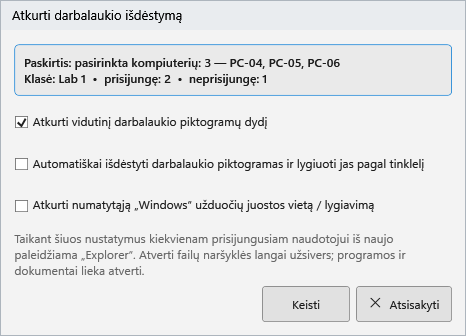 Atkurti darbalaukio išdėstymą
Paskirtis: pasirinkta kompiuterių: 3 — PC-04, PC-05, PC-06
Klasė: Lab 1 • prisijungę: 2 • neprisijungę: 1
Atkurti vidutinį darbalaukio piktogramų dydį
Automatiškai išdėstyti darbalaukio piktogramas ir lygiuoti jas pagal tinklelį
Atkurti numatytąją „Windows“ užduočių juostos vietą / lygiavimą
Taikant šiuos nustatymus kiekvienam prisijungusiam naudotojui iš naujo
paleidžiama „Explorer“. Atverti failų naršyklės langai užsivers; programos ir
dokumentai lieka atverti.
Keisti
Atsisakyti